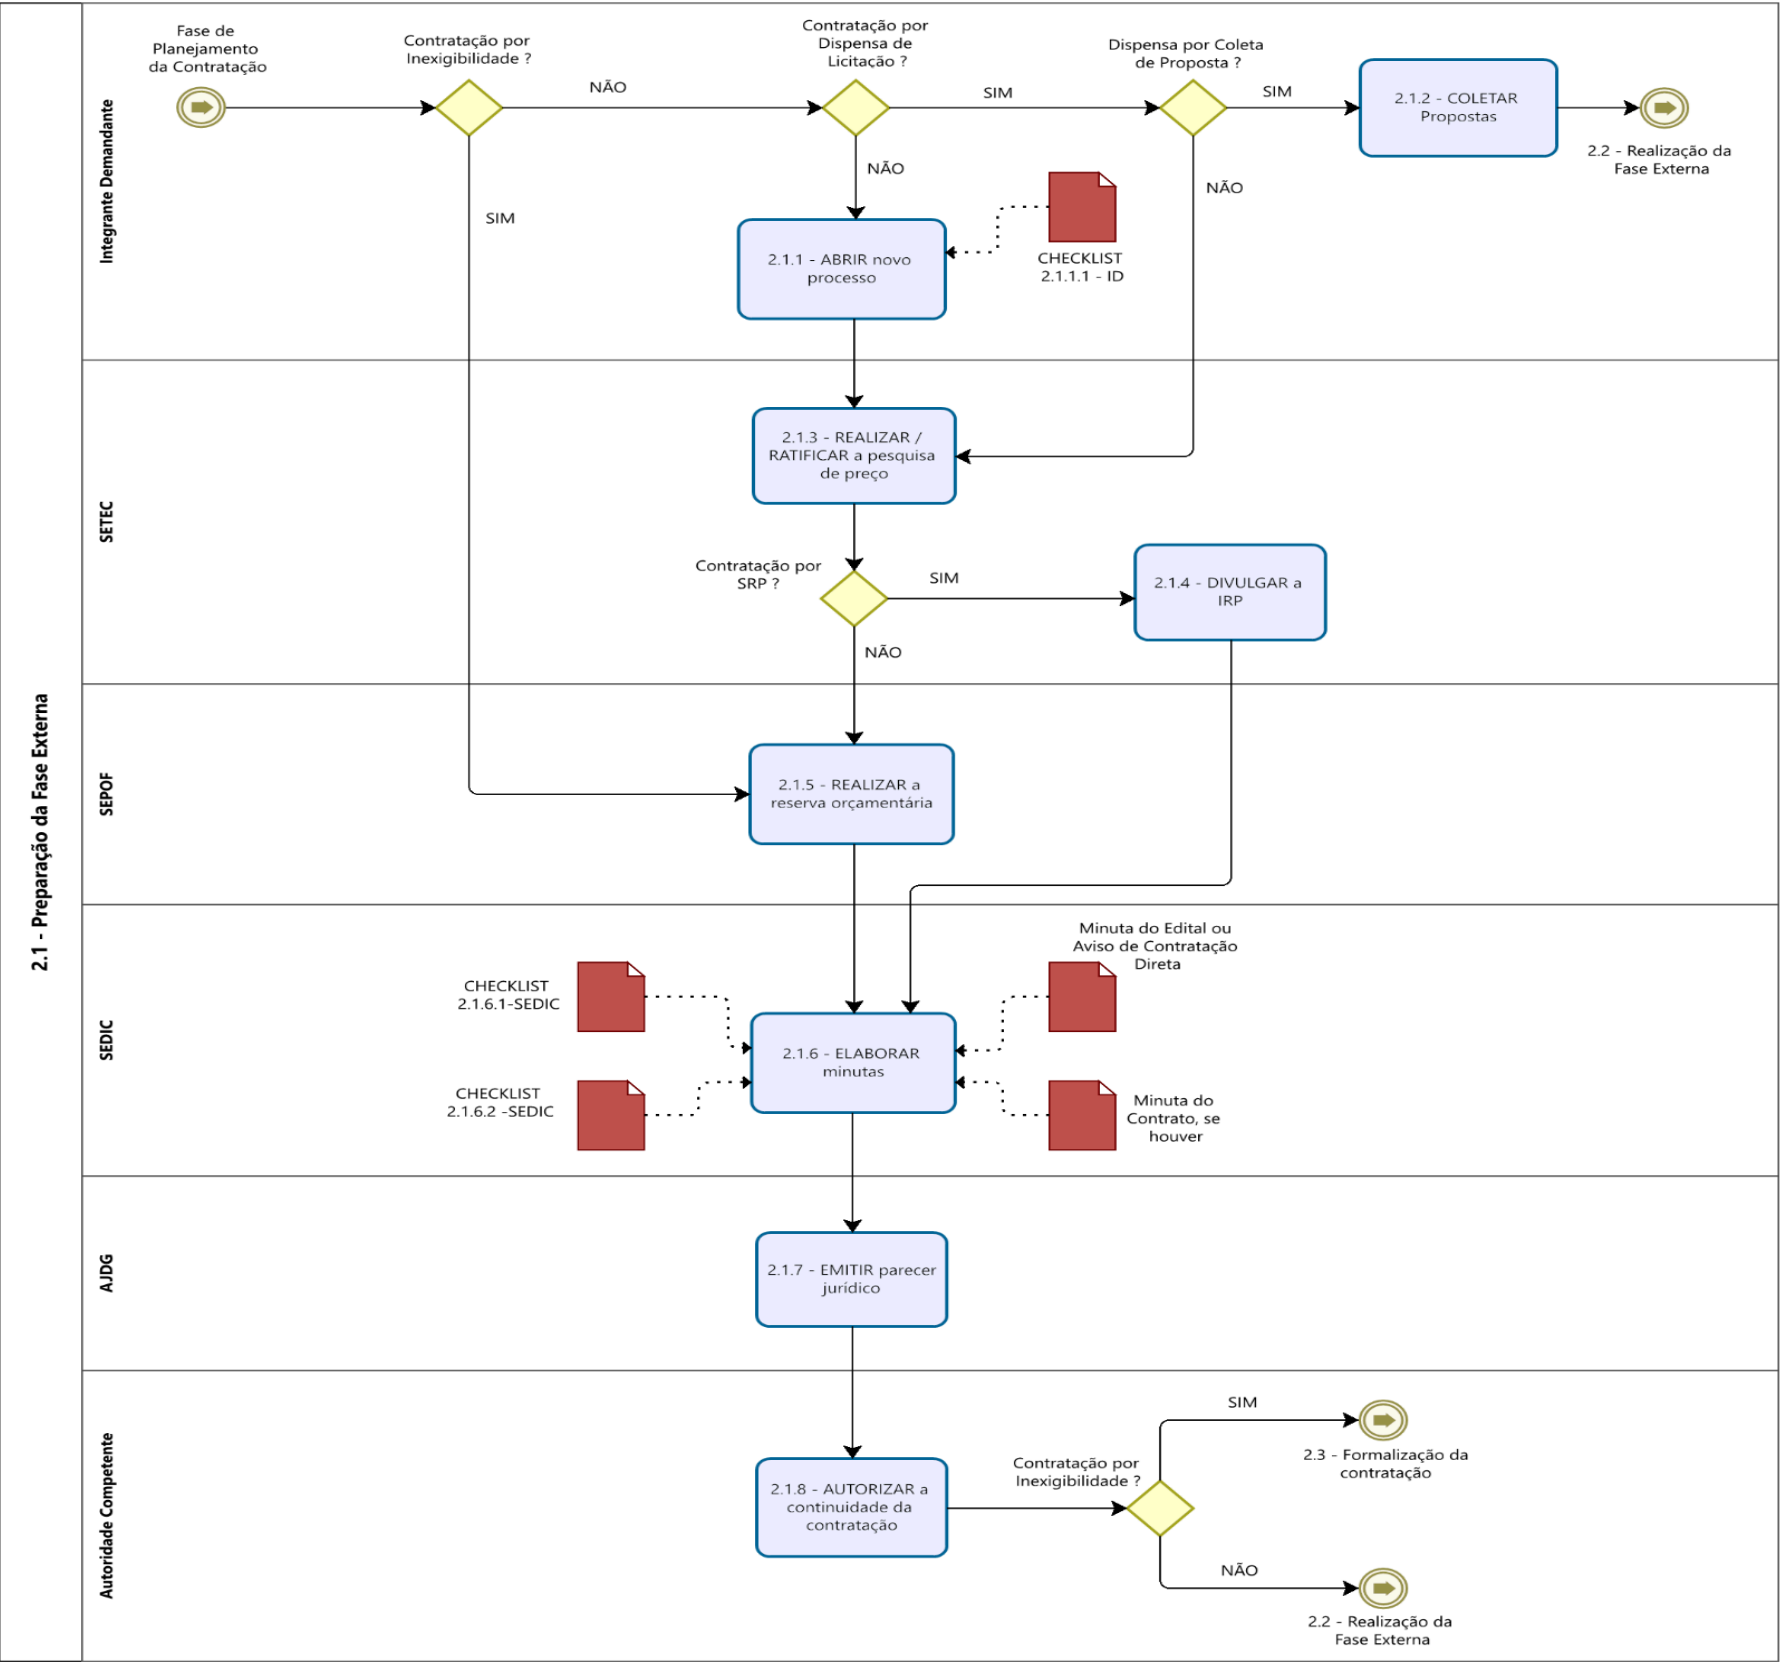 2.1 - Preparação da Fase Externa
Integrante Demandante
Fase de
Planejamento
da Contratação
Contratação por
Inexigibilidade ?
NÃO
SIM
Contratação por
Dispensa de
Licitação ?
SIM
NÃO
Dispensa por Coleta
de Proposta ?
SIM
NÃO
2.1.2 - COLETAR
Propostas
2.2 - Realização da
Fase Externa
2.1.1 - ABRIR novo
processo
CHECKLIST
2.1.1.1 - ID
SETEC
2.1.3 - REALIZAR /
RATIFICAR a pesquisa
de preço
Contratação por
SRP ?
SIM
NÃO
2.1.4 - DIVULGAR a
IRP
SEPOF
2.1.5 - REALIZAR a
reserva orçamentária
SEDIC
CHECKLIST
2.1.6.1-SEDIC
CHECKLIST
2.1.6.2 -SEDIC
2.1.6 - ELABORAR
minutas
Minuta do Edital ou
Aviso de Contratação
Direta
Minuta do
Contrato, se
houver
AJDG
2.1.7 - EMITIR parecer
jurídico
Autoridade Competente
2.1.8 - AUTORIZAR a
continuidade da
contratação
Contratação por
Inexigibilidade ?
SIM
2.3 - Formalização da
contratação
NÃO
2.2 - Realização da
Fase Externa